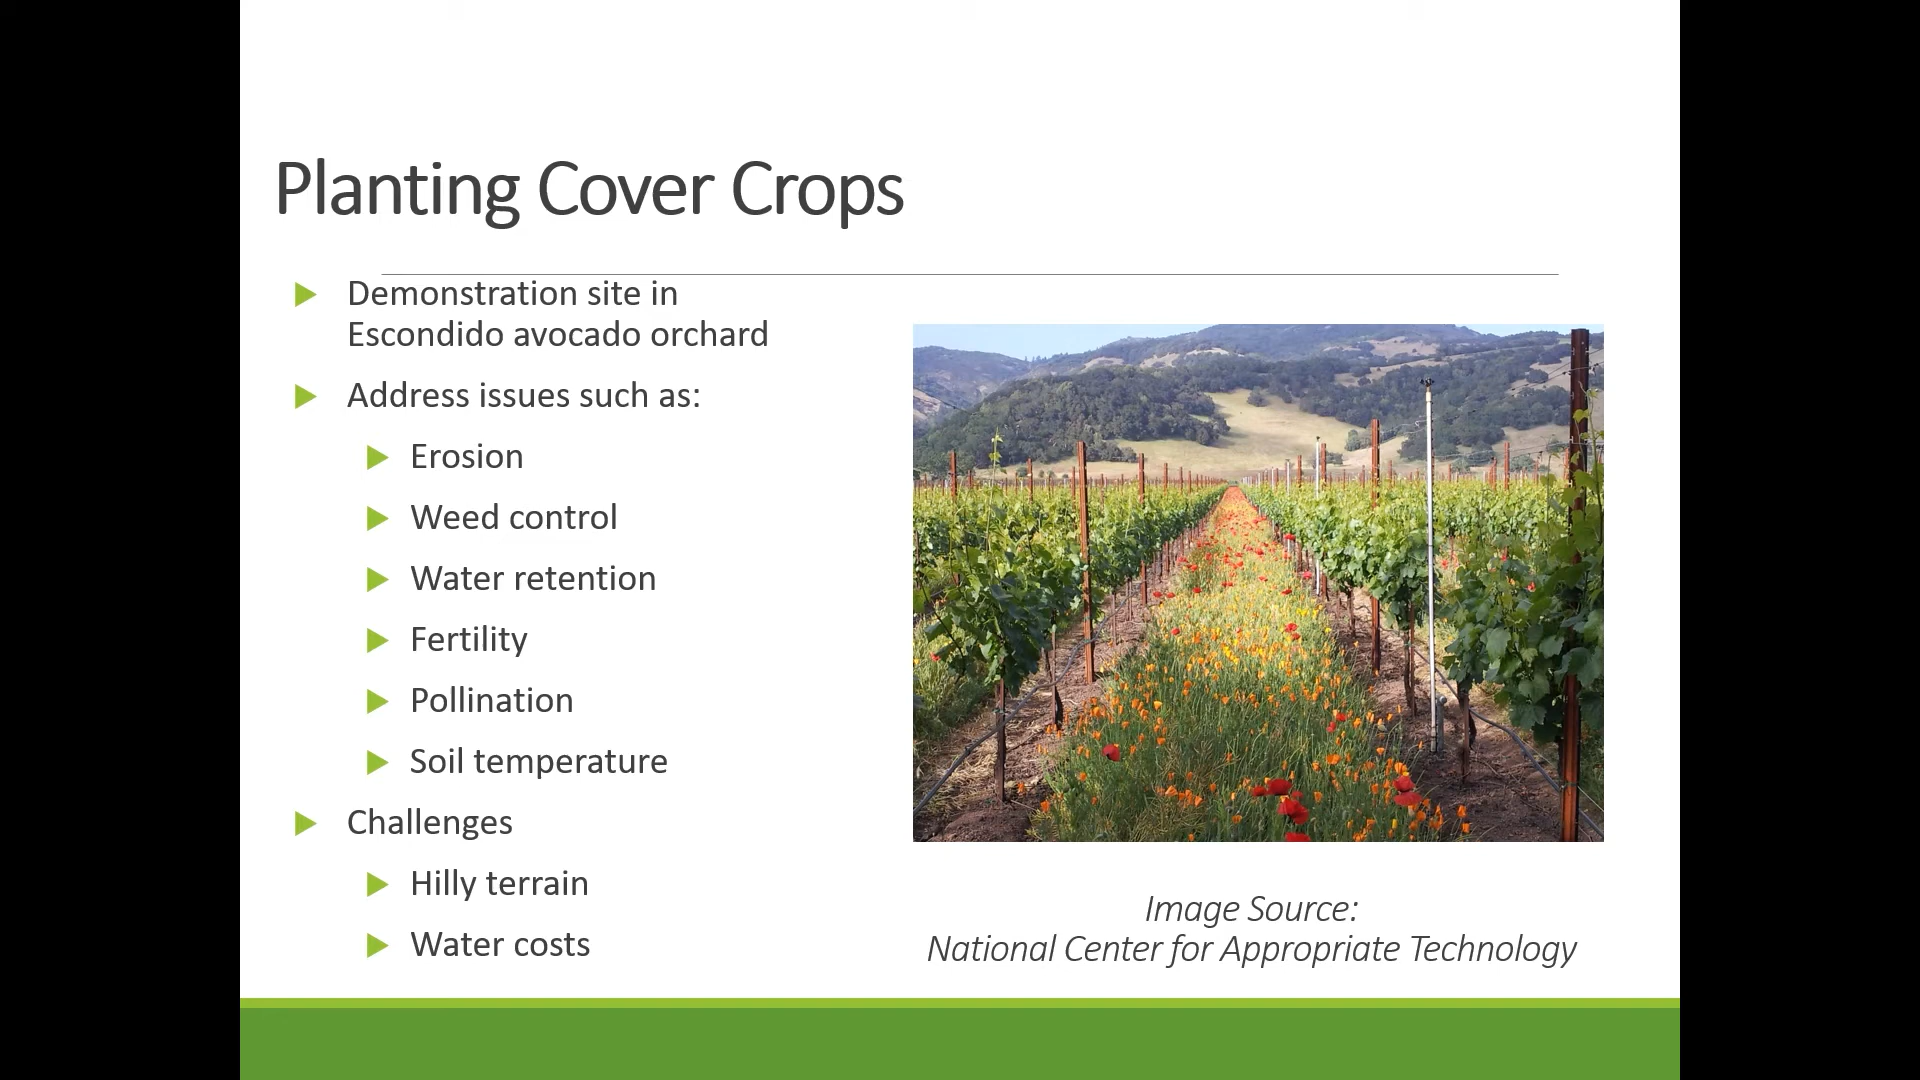 Planting Cover Crops
Demonstration site in
Escondido avocado orchard
Address issues such as:
Erosion
Weed control
Water retention
Fertility
Pollination
Soil temperature
Challenges
Hilly terrain
Water costs
Image Source:
National Center for Appropriate Technology